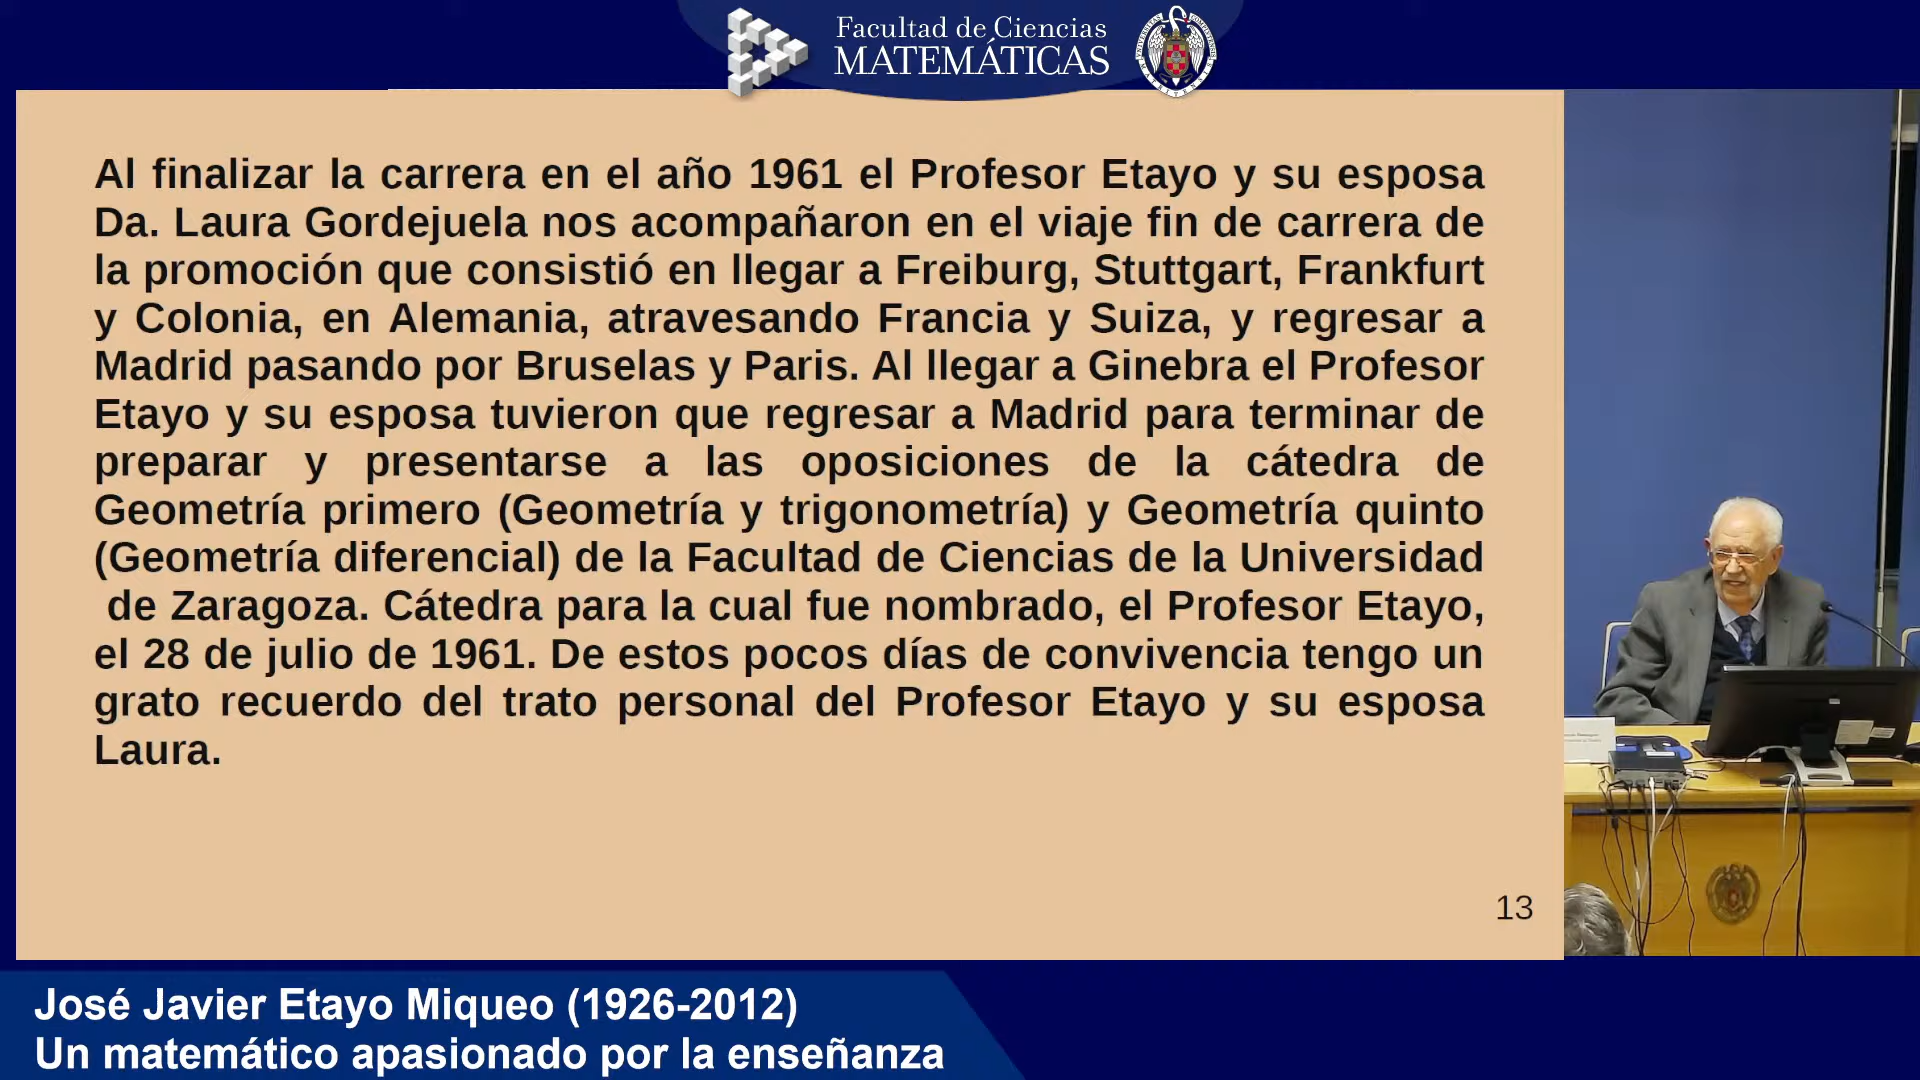 Facultad de Ciencias
MATEMÁTICAS
Al finalizar la carrera en el año 1961 el Profesor Etayo y su esposa
Da. Laura Gordejuela nos acompañaron en el viaje fin de carrera de
la promoción que consistió en llegar a Freiburg, Stuttgart, Frankfurt
y Colonia, en Alemania, atravesando Francia y Suiza, y regresar a
Madrid pasando por Bruselas y Paris. Al llegar a Ginebra el Profesor
Etayo y su esposa tuvieron que regresar a Madrid para terminar de
preparar y presentarse a las oposiciones de la cátedra de
Geometría primero (Geometría y trigonometría) y Geometría quinto
(Geometría diferencial) de la Facultad de Ciencias de la Universidad
de Zaragoza. Cátedra para la cual fue nombrado, el Profesor Etayo,
el 28 de julio de 1961. De estos pocos días de convivencia tengo un
grato recuerdo del trato personal del Profesor Etayo y su esposa
Laura.
13
José Javier Etayo Miqueo (1926-2012)
Un matemático apasionado por la enseñanza